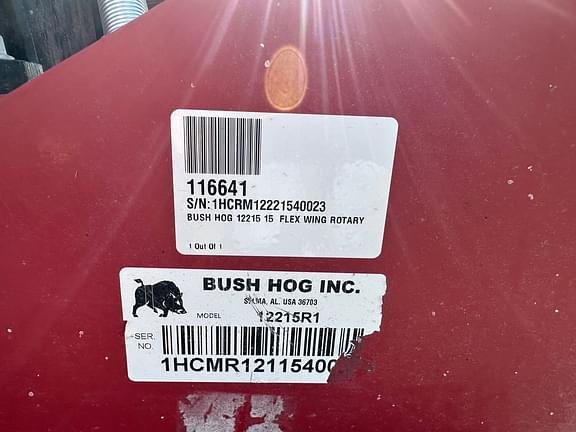 116641
S/N: 1HCRM12221540023
BUSH HOG 12215 15 FLEX WING ROTARY
1 Out Of 1
BUSH HOG INC.
SELMA, AL. USA 36703
MODEL 12215R1
SER. NO.
1HCMR12115400